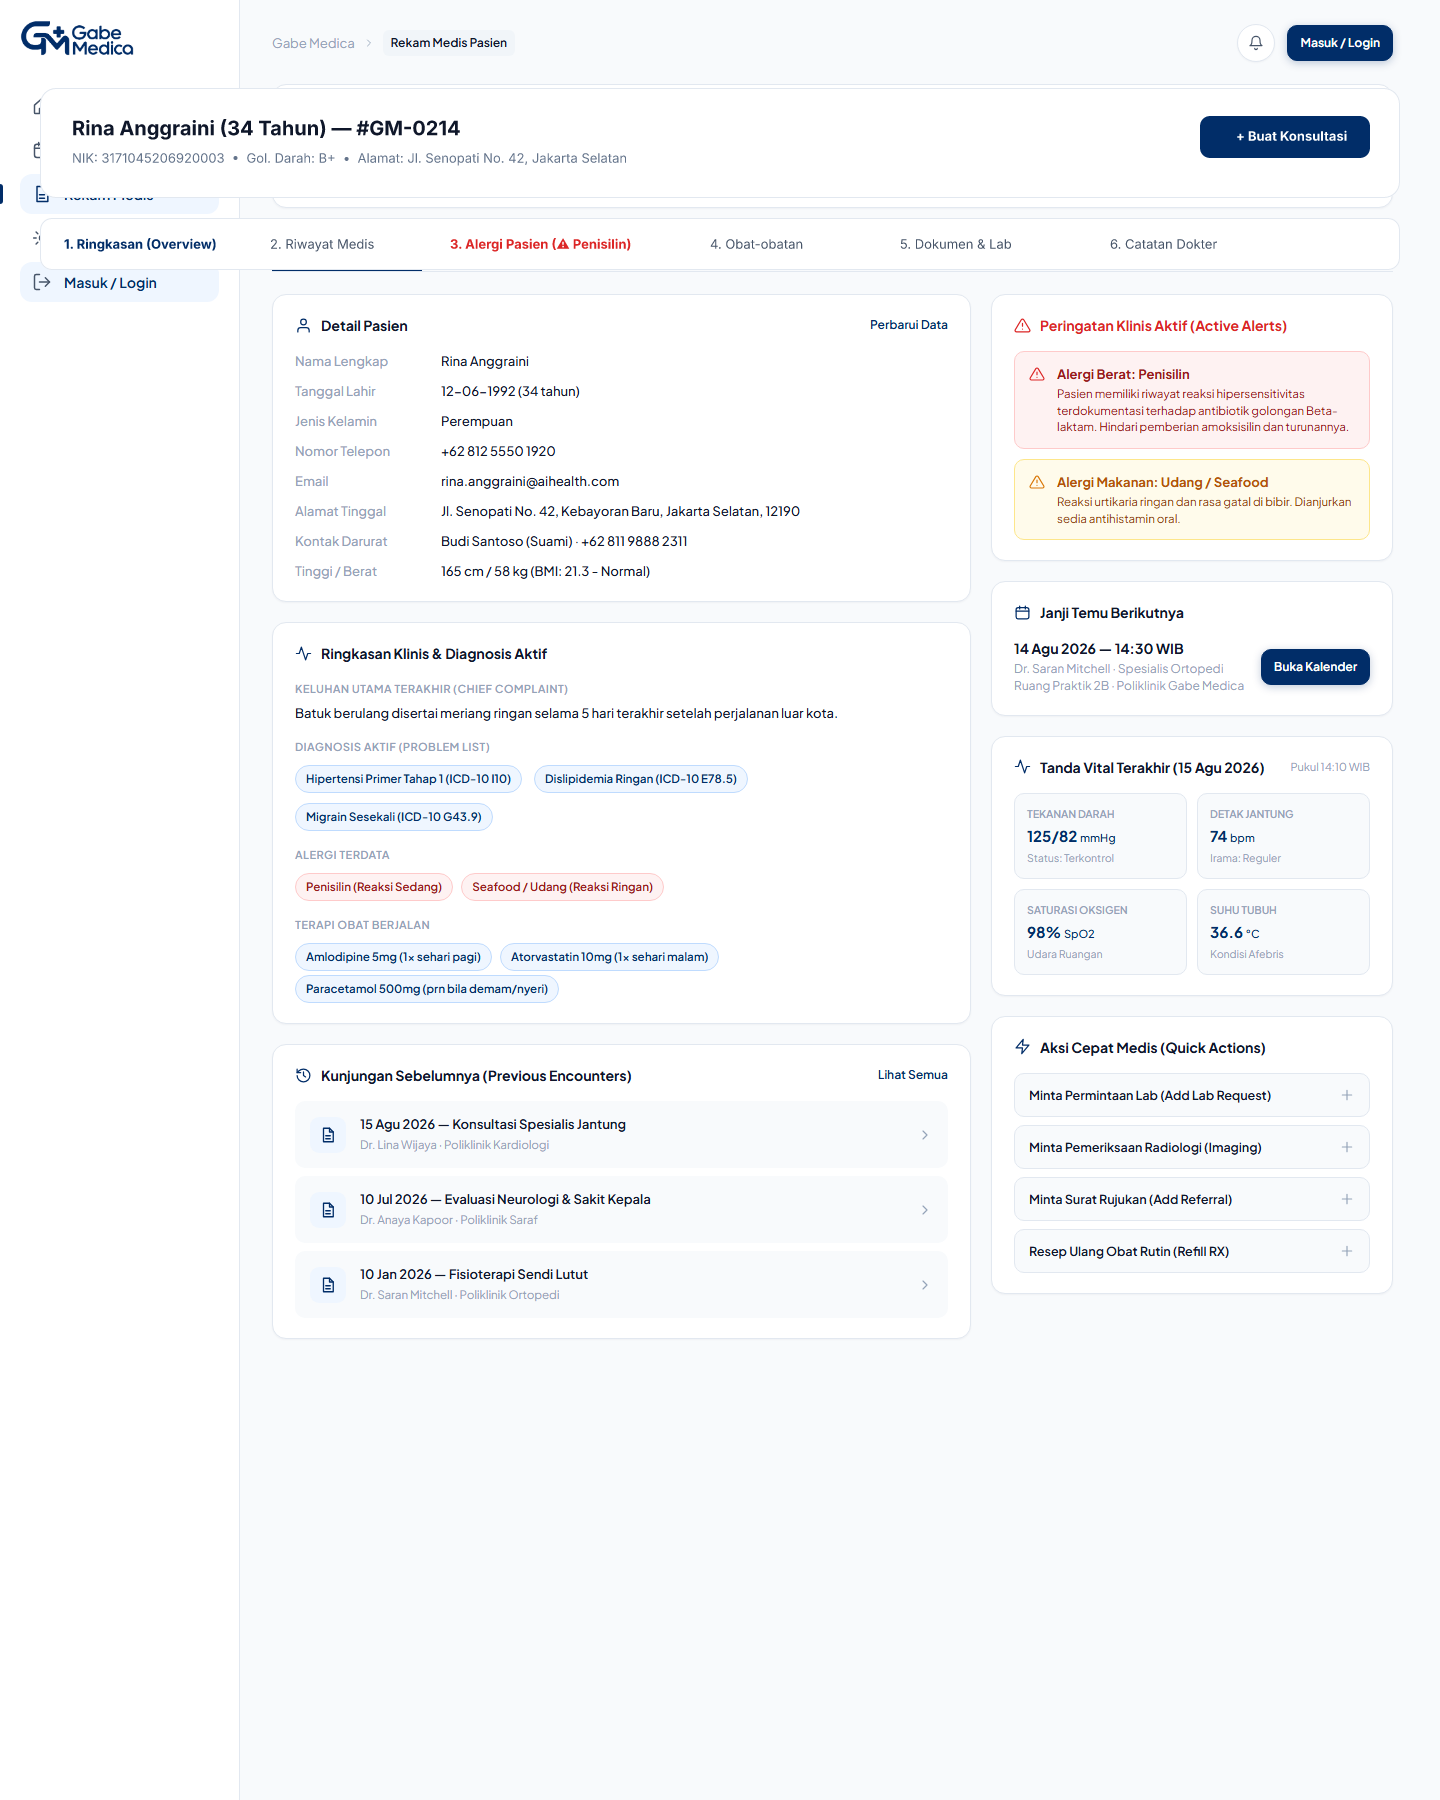 Gabe
Medica
Gabe Medica
Rekam Medis Pasien
Masuk / Login
Rina Anggraini (34 Tahun) — #GM-0214
NIK: 3171045206920003 • Gol. Darah: B+ • Alamat: Jl. Senopati No. 42, Jakarta Selatan
+ Buat Konsultasi
1. Ringkasan (Overview)
2. Riwayat Medis
3. Alergi Pasien (⚠ Penisilin)
4. Obat-obatan
5. Dokumen & Lab
6. Catatan Dokter
Masuk / Login
Detail Pasien
Perbarui Data
Nama Lengkap
Rina Anggraini
Tanggal Lahir
12-06-1992 (34 tahun)
Jenis Kelamin
Perempuan
Nomor Telepon
+62 812 5550 1920
Email
rina.anggraini@aihealth.com
Alamat Tinggal
Jl. Senopati No. 42, Kebayoran Baru, Jakarta Selatan, 12190
Kontak Darurat
Budi Santoso (Suami) · +62 811 9888 2311
Tinggi / Berat
165 cm / 58 kg (BMI: 21.3 - Normal)
Ringkasan Klinis & Diagnosis Aktif
KELUHAN UTAMA TERAKHIR (CHIEF COMPLAINT)
Batuk berulang disertai meriang ringan selama 5 hari terakhir setelah perjalanan luar kota.
DIAGNOSIS AKTIF (PROBLEM LIST)
Hipertensi Primer Tahap 1 (ICD-10 I10)
Dislipidemia Ringan (ICD-10 E78.5)
Migrain Sesekali (ICD-10 G43.9)
ALERGI TERDATA
Penisilin (Reaksi Sedang)
Seafood / Udang (Reaksi Ringan)
TERAPI OBAT BERJALAN
Amlodipine 5mg (1x sehari pagi)
Atorvastatin 10mg (1x sehari malam)
Paracetamol 500mg (prn bila demam/nyeri)
Kunjungan Sebelumnya (Previous Encounters)
Lihat Semua
15 Agu 2026 — Konsultasi Spesialis Jantung
Dr. Lina Wijaya · Poliklinik Kardiologi
10 Jul 2026 — Evaluasi Neurologi & Sakit Kepala
Dr. Anaya Kapoor · Poliklinik Saraf
10 Jan 2026 — Fisioterapi Sendi Lutut
Dr. Saran Mitchell · Poliklinik Ortopedi
Peringatan Klinis Aktif (Active Alerts)
Alergi Berat: Penisilin
Pasien memiliki riwayat reaksi hipersensitivitas
terdokumentasi terhadap antibiotik golongan Beta-
laktam. Hindari pemberian amoksisilin dan turunannya.
Alergi Makanan: Udang / Seafood
Reaksi urtikaria ringan dan rasa gatal di bibir. Dianjurkan
sedia antihistamin oral.
Janji Temu Berikutnya
14 Agu 2026 — 14:30 WIB
Dr. Saran Mitchell · Spesialis Ortopedi
Ruang Praktik 2B · Poliklinik Gabe Medica
Buka Kalender
Tanda Vital Terakhir (15 Agu 2026)
Pukul 14:10 WIB
TEKANAN DARAH
125/82 mmHg
Status: Terkontrol
DETAK JANTUNG
74 bpm
Irama: Reguler
SATURASI OKSIGEN
98% SpO2
Udara Ruangan
SUHU TUBUH
36.6 °C
Kondisi Afebris
Aksi Cepat Medis (Quick Actions)
Minta Permintaan Lab (Add Lab Request)
Minta Pemeriksaan Radiologi (Imaging)
Minta Surat Rujukan (Add Referral)
Resep Ulang Obat Rutin (Refill RX)